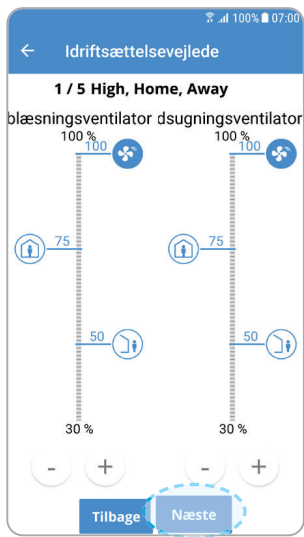 100% 07:00
Idriftsættelsevejlede
1 / 5 High, Home, Away
blæsningsventilator dsugningsventilator
100 % 100 %
100 100
75 75
50 50
30 % 30 %
- + - +
Tilbage Næste